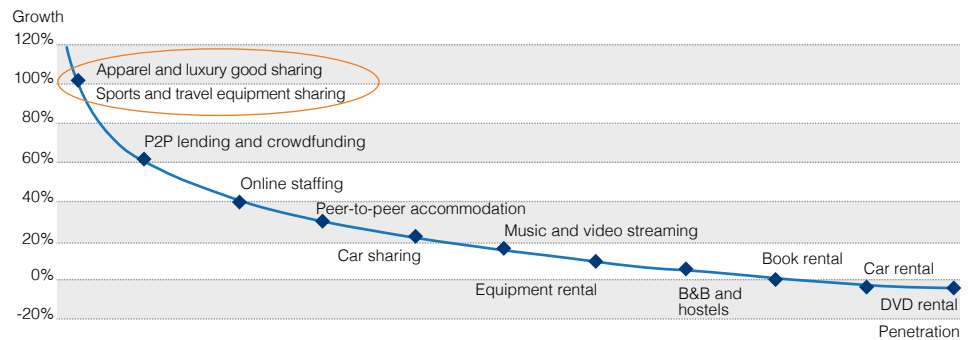 Growth
120%
100%
80%
60%
40%
20%
0%
-20%
Apparel and luxury good sharing
Sports and travel equipment sharing
P2P lending and crowdfunding
Online staffing
Peer-to-peer accommodation
Car sharing
Music and video streaming
Equipment rental
B&B and
hostels
Book rental
Car rental
DVD rental
Penetration